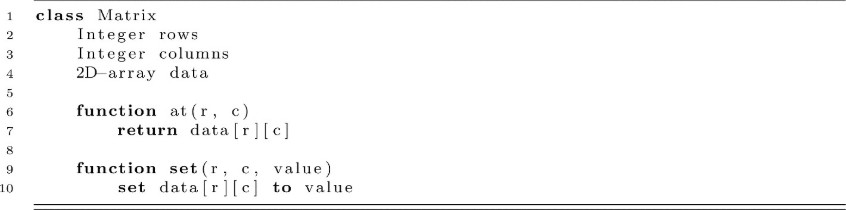 1 class Matrix
2 Integer rows
3 Integer columns
4 2D-array data
5
6 function at(r, c)
7 return data[r][c]
8
9 function set(r, c, value)
10 set data[r][c] to value